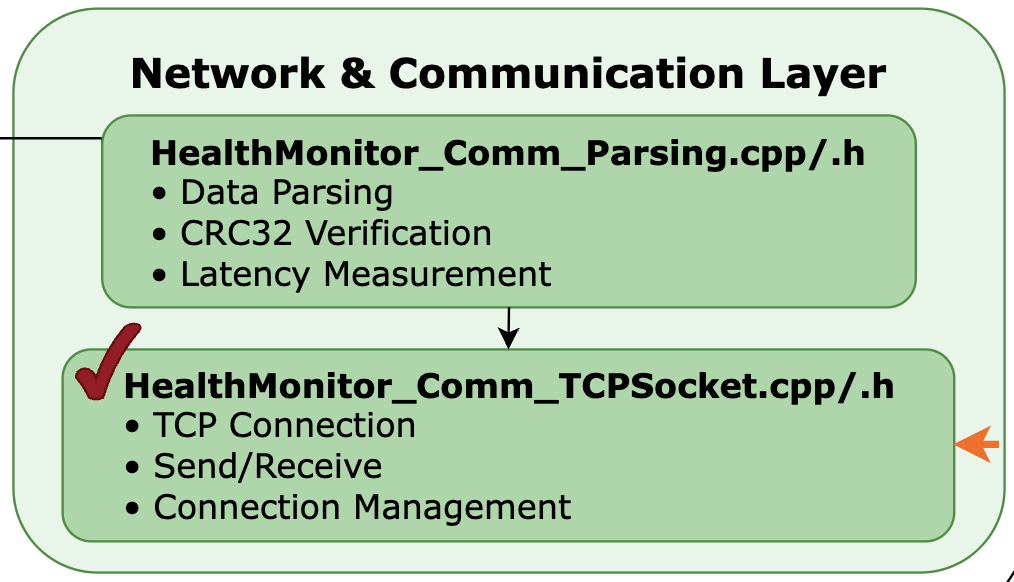 Network & Communication Layer
HealthMonitor_Comm_Parsing.cpp/.h
• Data Parsing
• CRC32 Verification
• Latency Measurement
HealthMonitor_Comm_TCPSocket.cpp/.h
• TCP Connection
• Send/Receive
• Connection Management